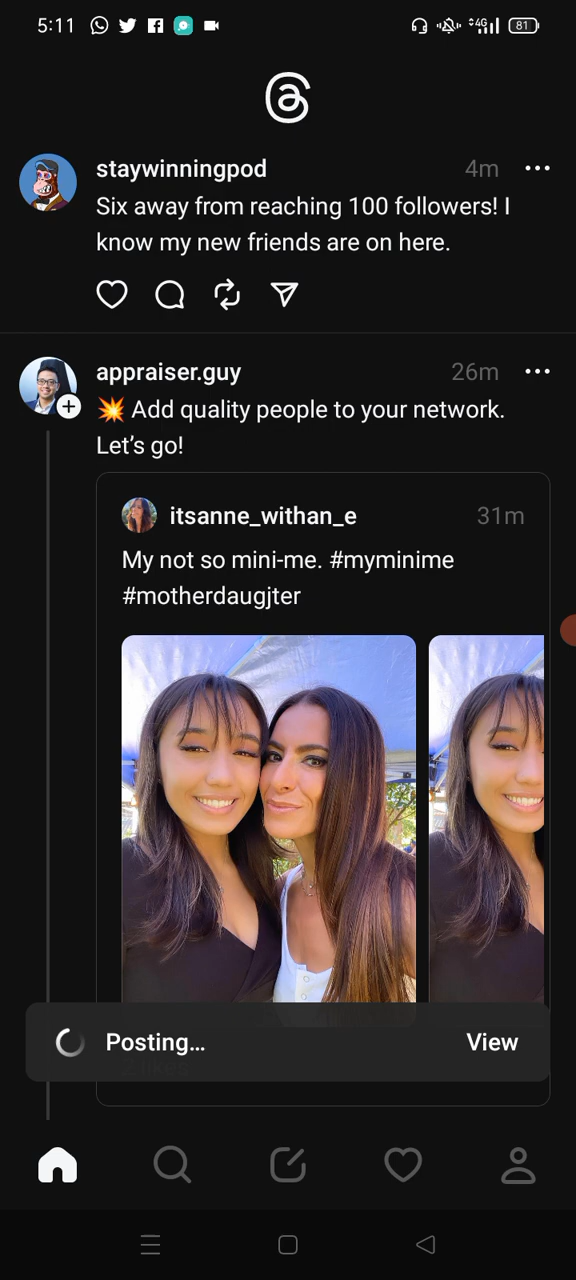 5:11
4G
81
staywinningpod 4m
Six away from reaching 100 followers! I
know my new friends are on here.
appraiser.guy 26m
💥 Add quality people to your network.
Let’s go!
itsanne_withan_e 31m
My not so mini-me. #myminime
#motherdaugjter
Posting… View